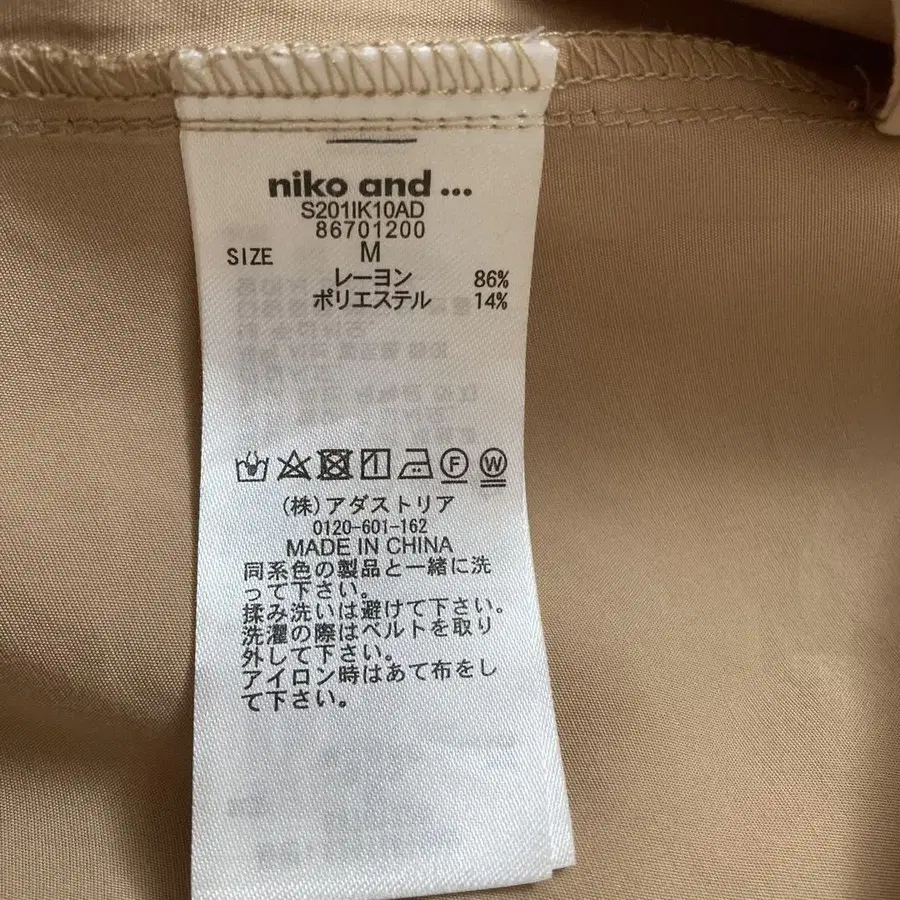 niko and ...
S201IK10AD
86701200
SIZE M
レーヨン 86%
ポリエステル 14%
F W
(株)アダストリア
0120-601-162
MADE IN CHINA
同系色の製品と一緒に洗
って下さい。
揉み洗いは避けて下さい。
洗濯の際はベルトを取り
外して下さい。
アイロン時はあて布をし
て下さい。